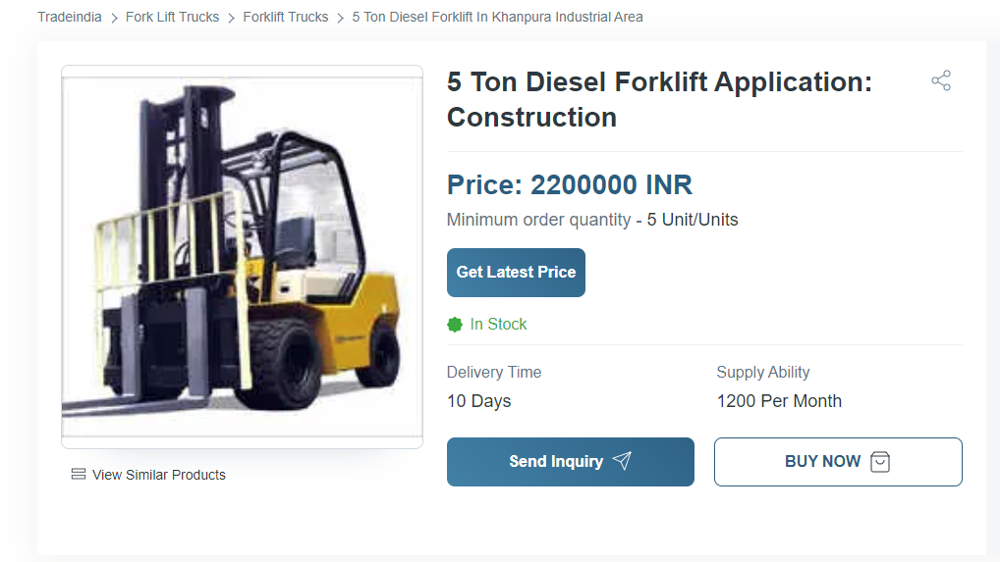 Tradeindia > Fork Lift Trucks > Forklift Trucks > 5 Ton Diesel Forklift In Khanpura Industrial Area
5 Ton Diesel Forklift Application:
Construction
Price: 2200000 INR
Minimum order quantity - 5 Unit/Units
Get Latest Price
In Stock
Delivery Time
10 Days
Supply Ability
1200 Per Month
Send Inquiry
BUY NOW
View Similar Products